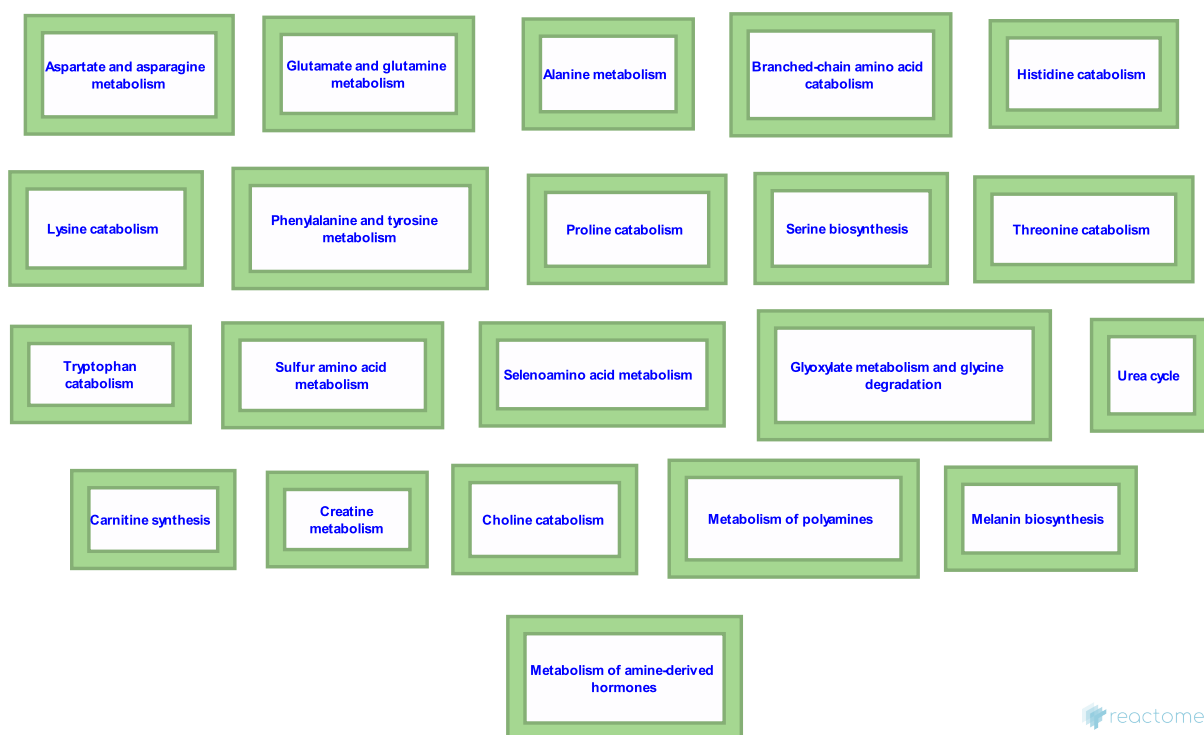 Aspartate and asparagine
metabolism
Glutamate and glutamine
metabolism
Alanine metabolism
Branched-chain amino acid
catabolism
Histidine catabolism
Lysine catabolism
Phenylalanine and tyrosine
metabolism
Proline catabolism
Serine biosynthesis
Threonine catabolism
Tryptophan
catabolism
Sulfur amino acid
metabolism
Selenoamino acid metabolism
Glyoxylate metabolism and glycine
degradation
Urea cycle
Carnitine synthesis
Creatine
metabolism
Choline catabolism
Metabolism of polyamines
Melanin biosynthesis
Metabolism of amine-derived
hormones
reactome